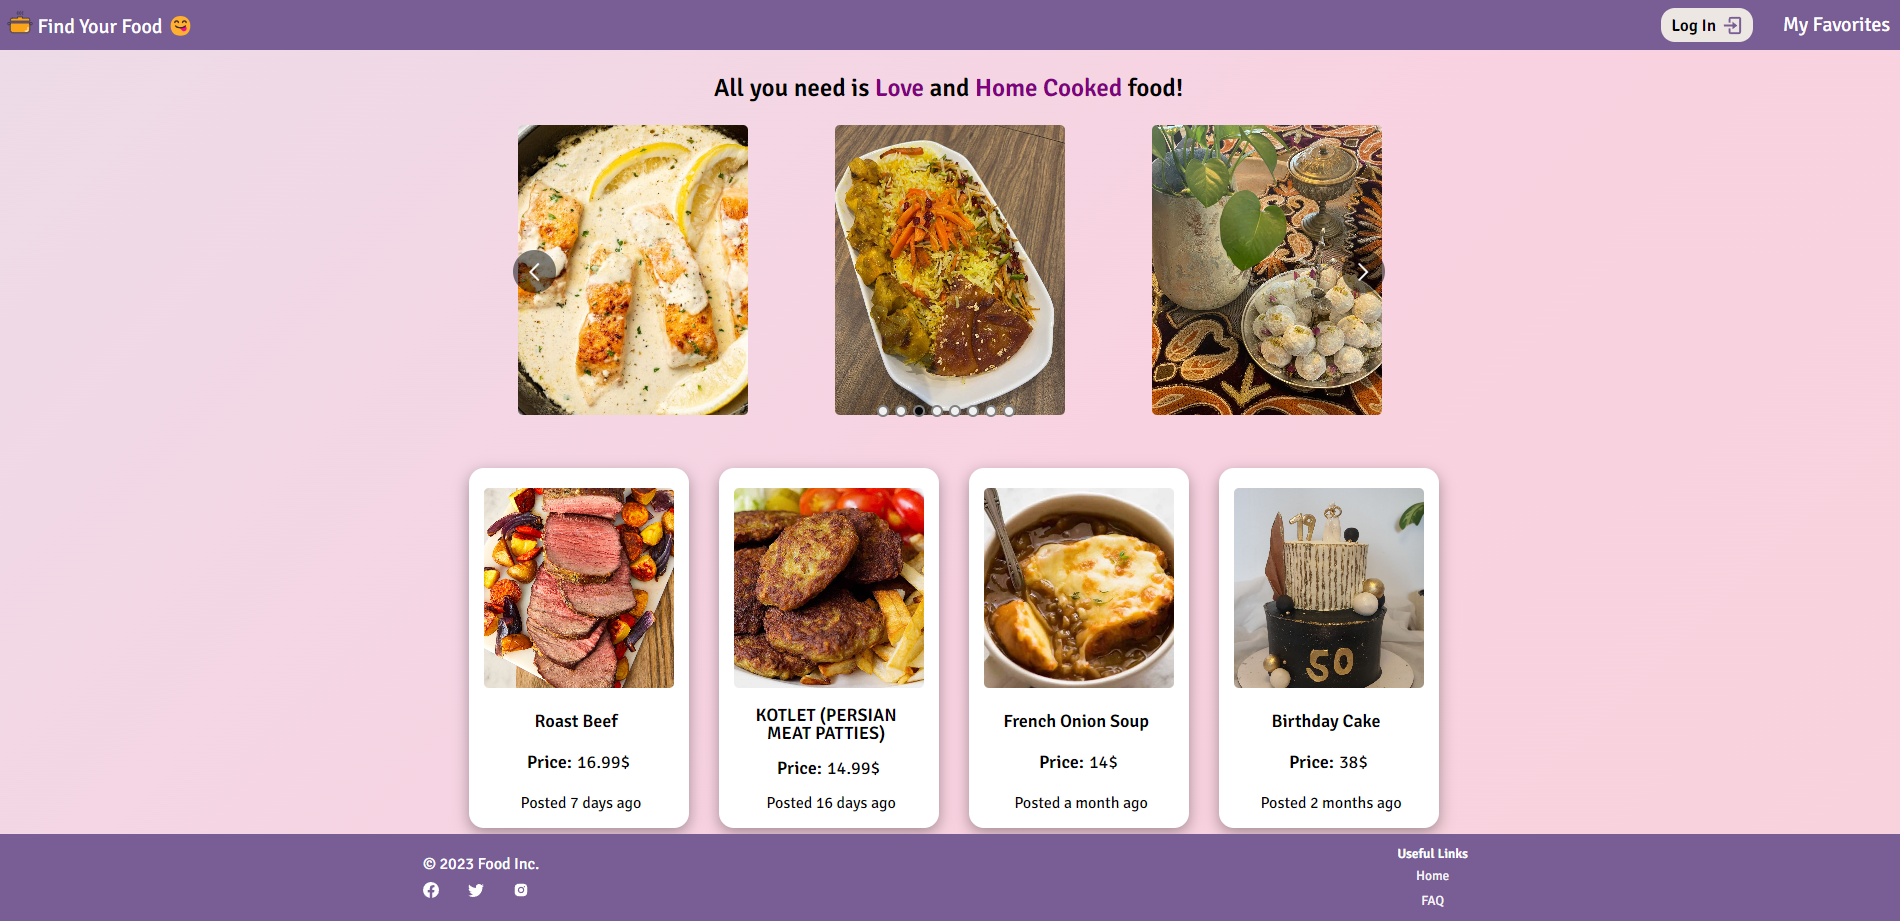 Find Your Food
Log In
My Favorites
All you need is Love and Home Cooked food!
Roast Beef
Price: 16.99$
Posted 7 days ago
KOTLET (PERSIAN
MEAT PATTIES)
Price: 14.99$
Posted 16 days ago
French Onion Soup
Price: 14$
Posted a month ago
50
Birthday Cake
Price: 38$
Posted 2 months ago
© 2023 Food Inc.
Useful Links
Home
FAQ